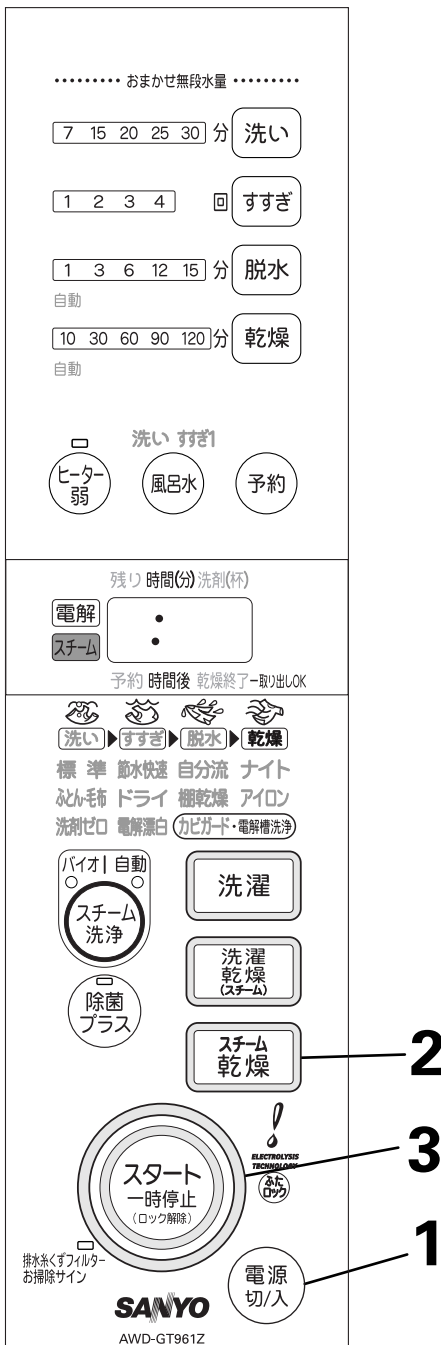 おまかせ無段水量
7 15 20 25 30 分 洗い
1 2 3 4 回 すすぎ
1 3 6 12 15 分 脱水
自動
10 30 60 90 120 分 乾燥
自動
洗い すすぎ1
ヒーター
弱
風呂水
予約
残り 時間(分) 洗剤(杯)
電解
スチーム
:
予約 時間後 乾燥終了-取り出しOK
洗い すすぎ 脱水 乾燥
標準 節水快速 自分流 ナイト
ふとん・毛布 ドライ 棚乾燥 アイロン
洗剤ゼロ 電解漂白 カビガード・電解槽洗浄
バイオ 自動
スチーム
洗浄
洗濯
洗濯
乾燥
(スチーム)
除菌
プラス
スチーム
乾燥
2
ELECTROLYSIS
TECHNOLOGY
ふた
ロック
3
スタート
一時停止
(ロック解除)
排水糸くずフィルター
お掃除サイン
電源
切/入
1
SANYO
AWD-GT961Z